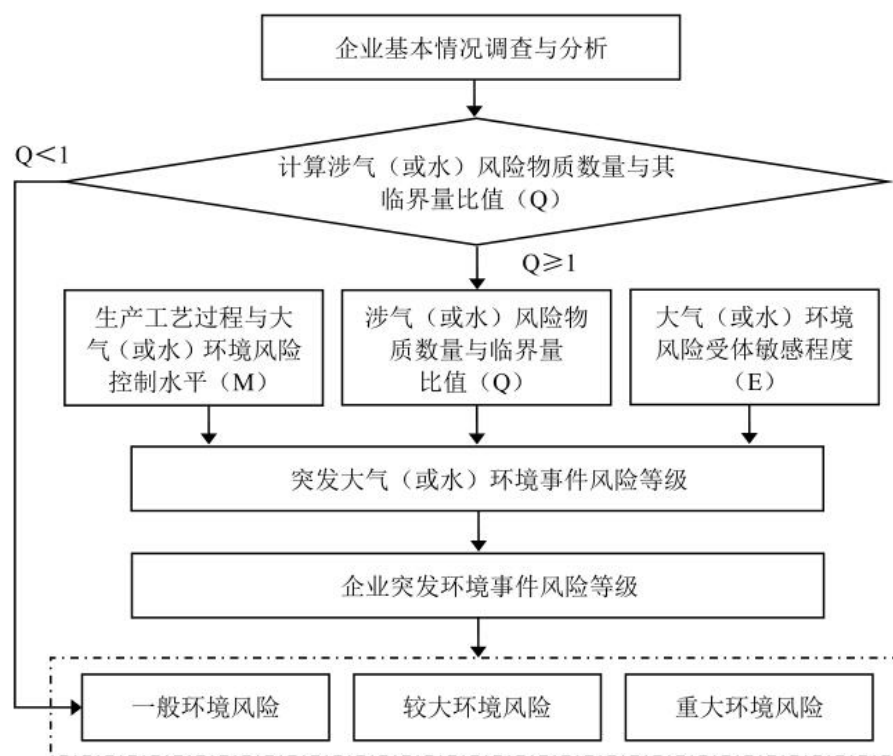 企业基本情况调查与分析
Q＜1
计算涉气（或水）风险物质数量与其
临界量比值（Q）
Q≥1
生产工艺过程与大
气（或水）环境风险
控制水平（M）
涉气（或水）风险物
质数量与临界量
比值（Q）
大气（或水）环境
风险受体敏感程度
（E）
突发大气（或水）环境事件风险等级
企业突发环境事件风险等级
一般环境风险
较大环境风险
重大环境风险